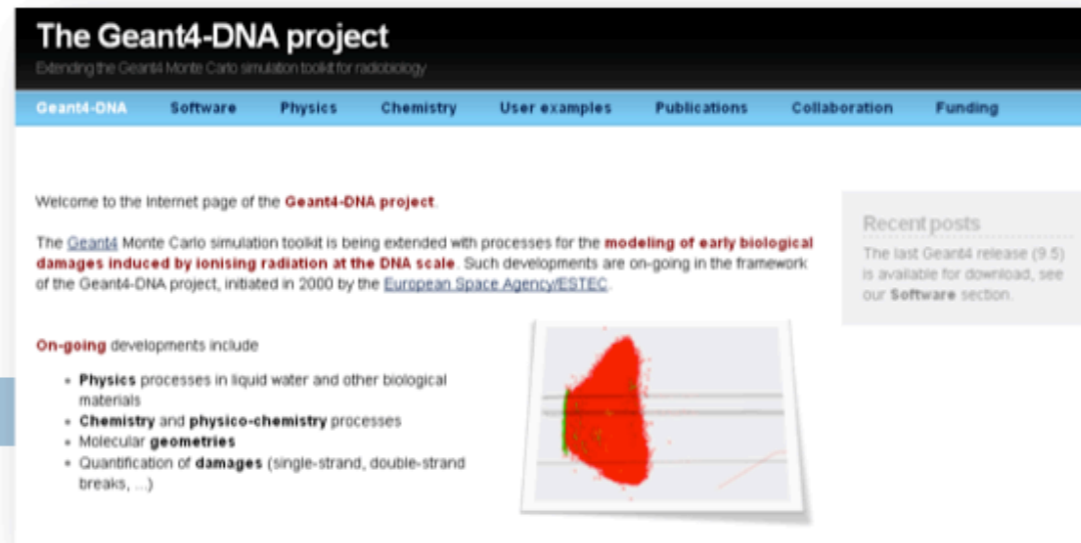 The Geant4-DNA project
Extending the Geant4 Monte Carlo simulation toolkit for radiobiology
Geant4-DNA Software Physics Chemistry User examples Publications Collaboration Funding
Welcome to the Internet page of the Geant4-DNA project.
The Geant4 Monte Carlo simulation toolkit is being extended with processes for the modeling of early biological
damages induced by ionising radiation at the DNA scale. Such developments are on-going in the framework
of the Geant4-DNA project, initiated in 2000 by the European Space Agency/ESTEC.
On-going developments include
• Physics processes in liquid water and other biological
materials
• Chemistry and physico-chemistry processes
• Molecular geometries
• Quantification of damages (single-strand, double-strand
breaks, ...)
Recent posts
The last Geant4 release (9.5)
is available for download, see
our Software section.